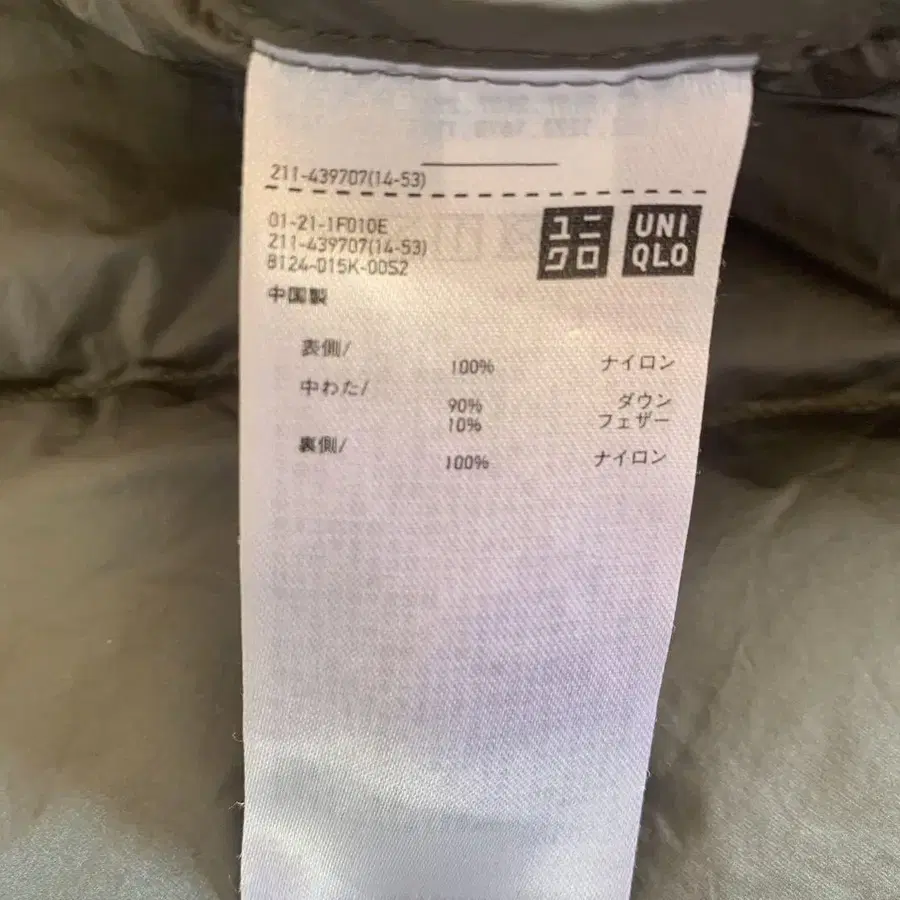 211-439707(14-53)
01-21-1F010E
211-439707(14-53)
8124-015K-00S2
中国製
ユニ
クロ
UNI
QLO
表側/
100% ナイロン
中わた/
90% ダウン
10% フェザー
裏側/
100% ナイロン